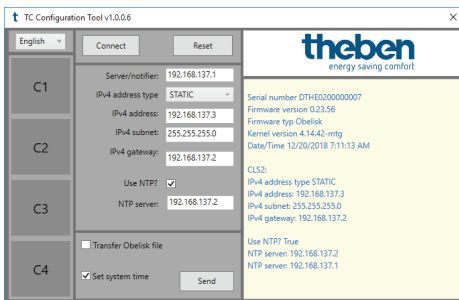 t TC Configuration Tool v1.0.0.6
English
C1
C2
C3
C4
Connect
Reset
Server/notifier: 192.168.137.1
IPv4 address type STATIC
IPv4 address: 192.168.137.3
IPv4 subnet: 255.255.255.0
IPv4 gateway: 192.168.137.2
Use NTP?
NTP server: 192.168.137.2
Transfer Obelisk file
Set system time
Send
theben
energy saving comfort
Serial number DTHE0200000007
Firmware version 0.23.56
Firmware typ Obelisk
Kernel version 4.14.42-mtg
Date/Time 12/20/2018 7:11:13 AM
CLS2:
IPv4 address type STATIC
IPv4 address: 192.168.137.3
IPv4 subnet: 255.255.255.0
IPv4 gateway: 192.168.137.2
Use NTP? True
NTP server: 192.168.137.2
NTP server: 192.168.137.1